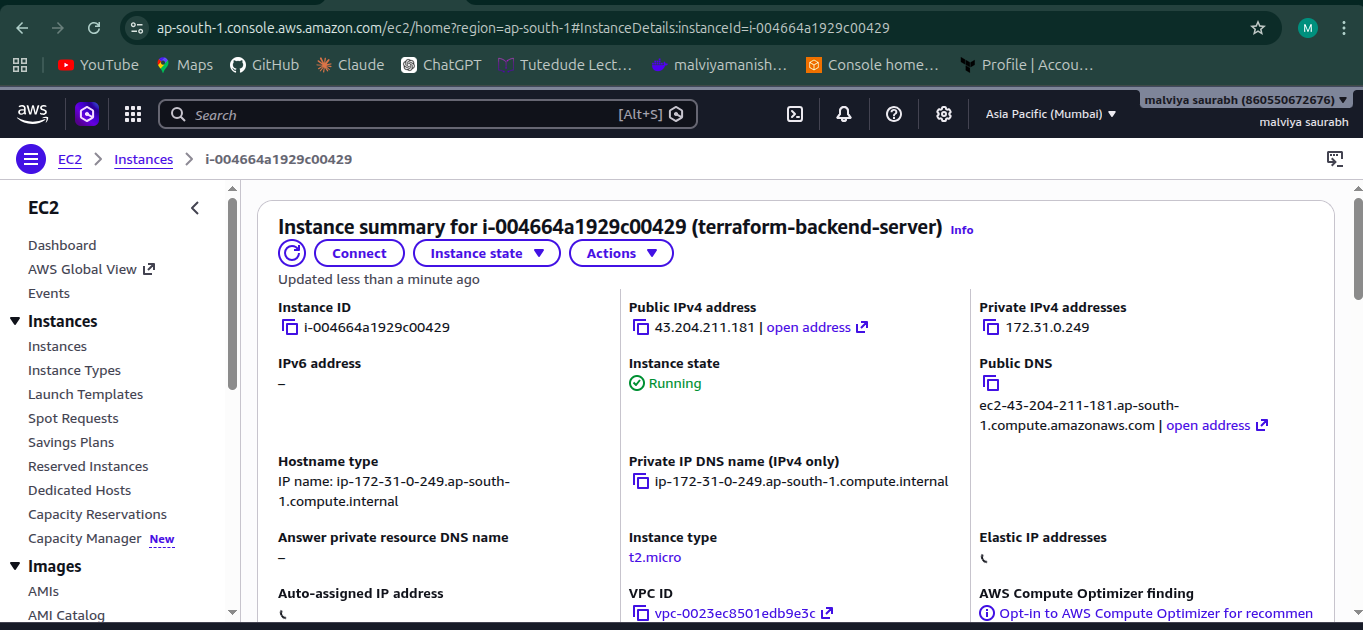 ap-south-1.console.aws.amazon.com/ec2/home?region=ap-south-1#InstanceDetails:instanceId=i-004664a1929c00429
M
YouTube Maps GitHub Claude ChatGPT Tutedude Lect... malviyamanish... Console home... Profile | Accou...
aws Search [Alt+S] Asia Pacific (Mumbai) malviya saurabh (860550672676)
malviya saurabh
EC2 Instances i-004664a1929c00429
EC2
Dashboard
AWS Global View
Events
Instances
Instances
Instance Types
Launch Templates
Spot Requests
Savings Plans
Reserved Instances
Dedicated Hosts
Capacity Reservations
Capacity Manager New
Images
AMIs
AMI Catalog
Instance summary for i-004664a1929c00429 (terraform-backend-server) Info
Connect Instance state Actions
Updated less than a minute ago
Instance ID
i-004664a1929c00429
Public IPv4 address
43.204.211.181 | open address
Private IPv4 addresses
172.31.0.249
IPv6 address
–
Instance state
Running
Public DNS
ec2-43-204-211-181.ap-south-
1.compute.amazonaws.com | open address
Hostname type
IP name: ip-172-31-0-249.ap-south-
1.compute.internal
Private IP DNS name (IPv4 only)
ip-172-31-0-249.ap-south-1.compute.internal
Answer private resource DNS name
–
Instance type
t2.micro
Elastic IP addresses
Auto-assigned IP address
VPC ID
vpc-0023ec8501edb9e3c
AWS Compute Optimizer finding
Opt-in to AWS Compute Optimizer for recommen